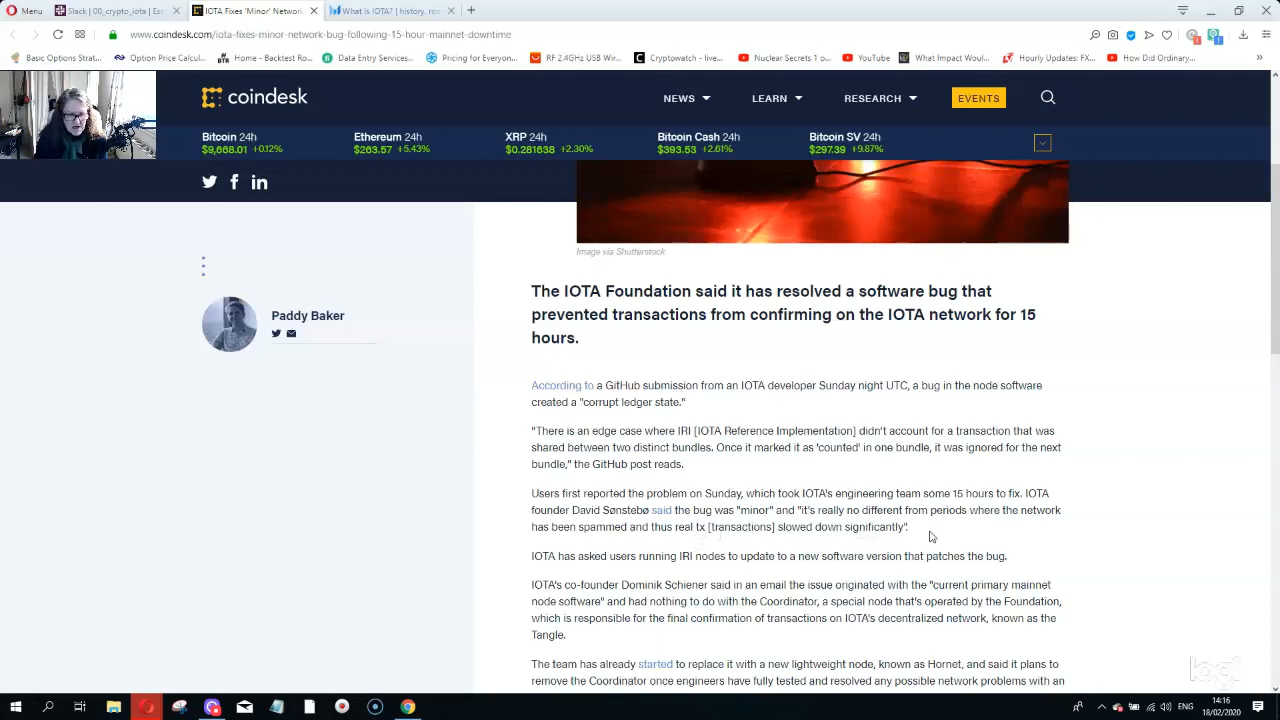 Menu
Slack | 00_crypto_iota | Esc
IOTA Fixes 'Minor' Network
What is IOTA? | history, ro
www.coindesk.com/iota-fixes-minor-network-bug-following-15-hour-mainnet-downtime
Basic Options Strat...
Option Price Calcul...
BTR
Home - Backtest Ro...
Data Entry Services...
Pricing for Everyon...
RF 2.4GHz USB Wir...
Cryptowatch - live...
Nuclear Secrets 1 o...
YouTube
What Impact Woul...
Hourly Updates: FX...
How Did Ordinary...
coindesk
NEWS
LEARN
RESEARCH
EVENTS
Bitcoin 24h
$9,668.01 +0.12%
Ethereum 24h
$263.57 +5.43%
XRP 24h
$0.281638 +2.30%
Bitcoin Cash 24h
$393.53 +2.61%
Bitcoin SV 24h
$297.39 +9.87%
Image via Shutterstock
Paddy Baker
The IOTA Foundation said it has resolved a software bug that
prevented transactions from confirming on the IOTA network for 15
hours.
According to a GitHub submission from an IOTA developer Sunday night UTC, a bug in the node software
created a "corrupt ledger state."
"There is an edge case where IRI [IOTA Reference Implementation] didn't account for a transaction that was
shared between two distinct bundles. Once it marked it as 'counted' in one bundle, it was ignored for the next
bundle," the GitHub post reads.
Users first reported the problem on Sunday, which took IOTA's engineering team some 15 hours to fix. IOTA
founder David Sønstebø said the bug was "minor" and "it's really no different from periods where the network
has been spammed and thus real tx [transactions] slowed down significantly".
IOTA has asked users running IRI nodes to update to a new software version that patches the bug.
IOTA's co-founder Dominik Schiener said in an email the issue originated with the "current primary mainnet
node software" and had nothing to do with the Coordinator, a special node that's operated by the Foundation,
which is responsible for the final confirmation of transactions on IOTA's decentralized network, known as the
Tangle.
The team has already started to replace it with a new lightweight node, known as Hornet, and said it plans to
remove the Coordinator once engineers have fully tested and resolved any possible network problems with an
ENG
14:16
18/02/2020